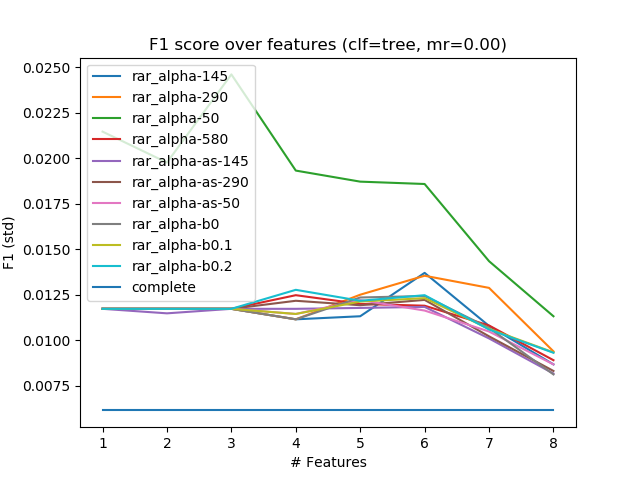 F1 score over features (clf=tree, mr=0.00)
F1 (std)
0.0250
0.0225
0.0200
0.0175
0.0150
0.0125
0.0100
0.0075
rar_alpha-145
rar_alpha-290
rar_alpha-50
rar_alpha-580
rar_alpha-as-145
rar_alpha-as-290
rar_alpha-as-50
rar_alpha-b0
rar_alpha-b0.1
rar_alpha-b0.2
complete
1 2 3 4 5 6 7 8
# Features